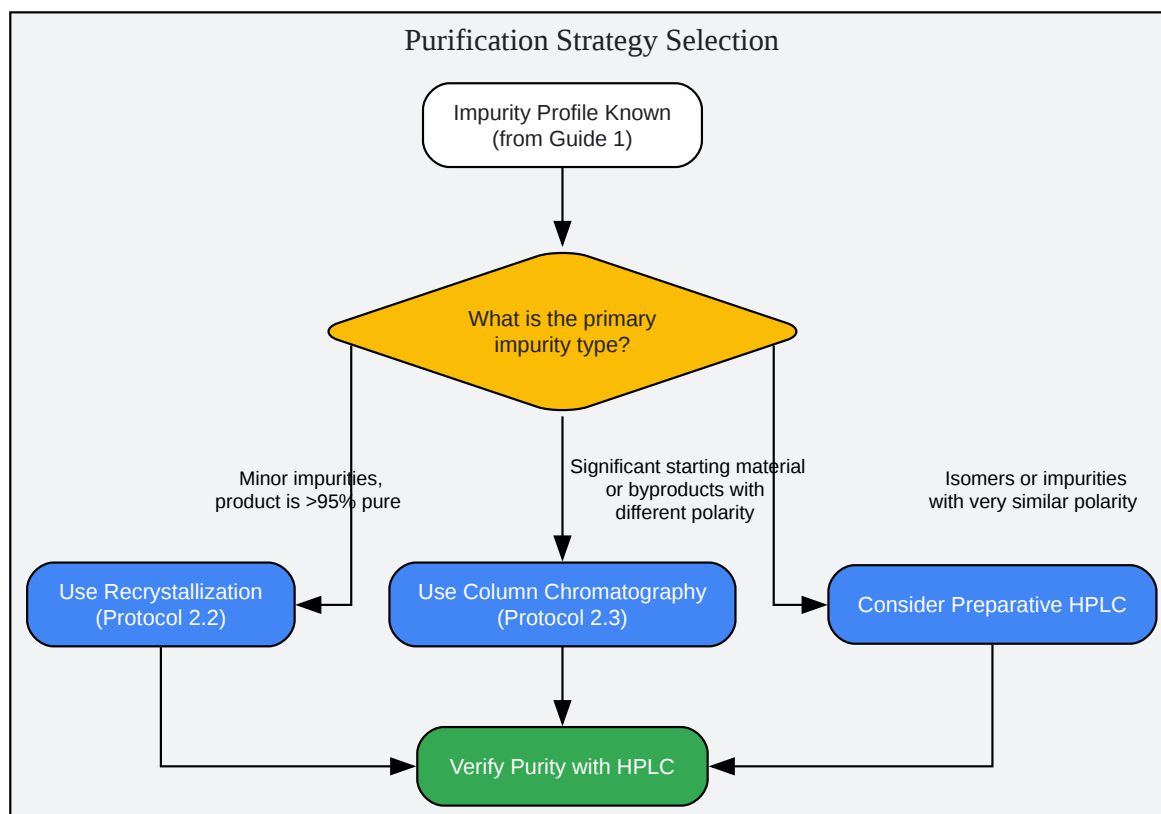 Purification Strategy Selection
Impurity Profile Known
(from Guide 1)
What is the primary
impurity type?
Minor impurities,
product is >95% pure
Significant starting material
or byproducts with
different polarity
Isomers or impurities
with very similar polarity
Use Recrystallization
(Protocol 2.2)
Use Column Chromatography
(Protocol 2.3)
Consider Preparative HPLC
Verify Purity with HPLC